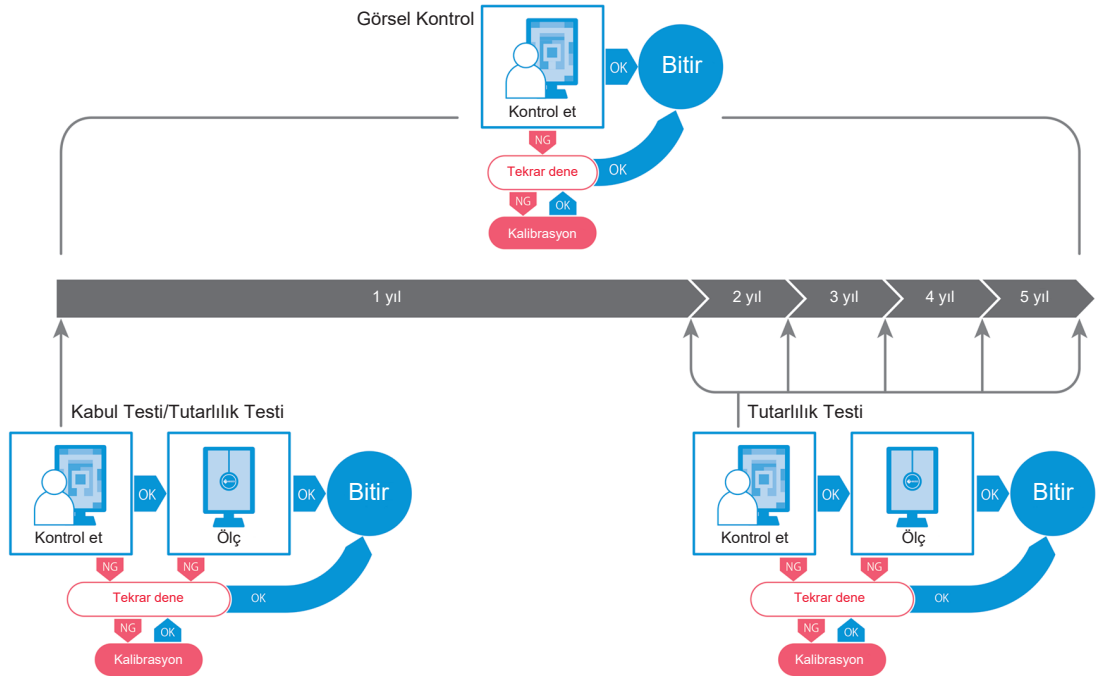 Görsel Kontrol
Kontrol et
OK
Bitir
NG
Tekrar dene
OK
NG
OK
Kalibrasyon
1 yıl
2 yıl
3 yıl
4 yıl
5 yıl
Kabul Testi/Tutarlılık Testi
Kontrol et
OK
Ölç
OK
Bitir
NG
NG
Tekrar dene
OK
NG
OK
Kalibrasyon
Tutarlılık Testi
Kontrol et
OK
Ölç
OK
Bitir
NG
NG
Tekrar dene
OK
NG
OK
Kalibrasyon